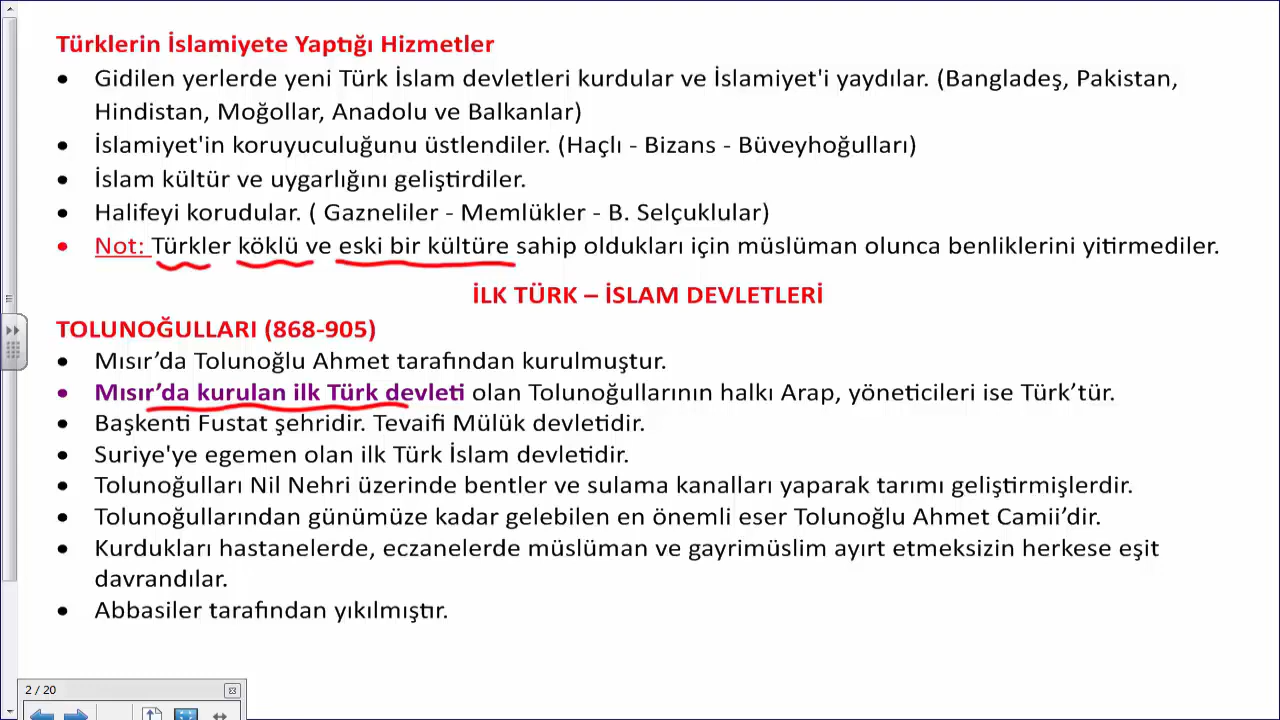 Türklerin İslamiyete Yaptığı Hizmetler
• Gidilen yerlerde yeni Türk İslam devletleri kurdular ve İslamiyet'i yaydılar. (Bangladeş, Pakistan,
Hindistan, Moğollar, Anadolu ve Balkanlar)
• İslamiyet'in koruyuculuğunu üstlendiler. (Haçlı - Bizans - Büveyhoğulları)
• İslam kültür ve uygarlığını geliştirdiler.
• Halifeyi korudular. ( Gazneliler - Memlükler - B. Selçuklular)
• Not: Türkler köklü ve eski bir kültüre sahip oldukları için müslüman olunca benliklerini yitirmediler.
İLK TÜRK – İSLAM DEVLETLERİ
TOLUNOĞULLARI (868-905)
• Mısır’da Tolunoğlu Ahmet tarafından kurulmuştur.
• Mısır’da kurulan ilk Türk devleti olan Tolunoğullarının halkı Arap, yöneticileri ise Türk’tür.
• Başkenti Fustat şehridir. Tevaifi Mülük devletidir.
• Suriye'ye egemen olan ilk Türk İslam devletidir.
• Tolunoğulları Nil Nehri üzerinde bentler ve sulama kanalları yaparak tarımı geliştirmişlerdir.
• Tolunoğullarından günümüze kadar gelebilen en önemli eser Tolunoğlu Ahmet Camii’dir.
• Kurdukları hastanelerde, eczanelerde müslüman ve gayrimüslim ayırt etmeksizin herkese eşit
davrandılar.
• Abbasiler tarafından yıkılmıştır.
2 / 20